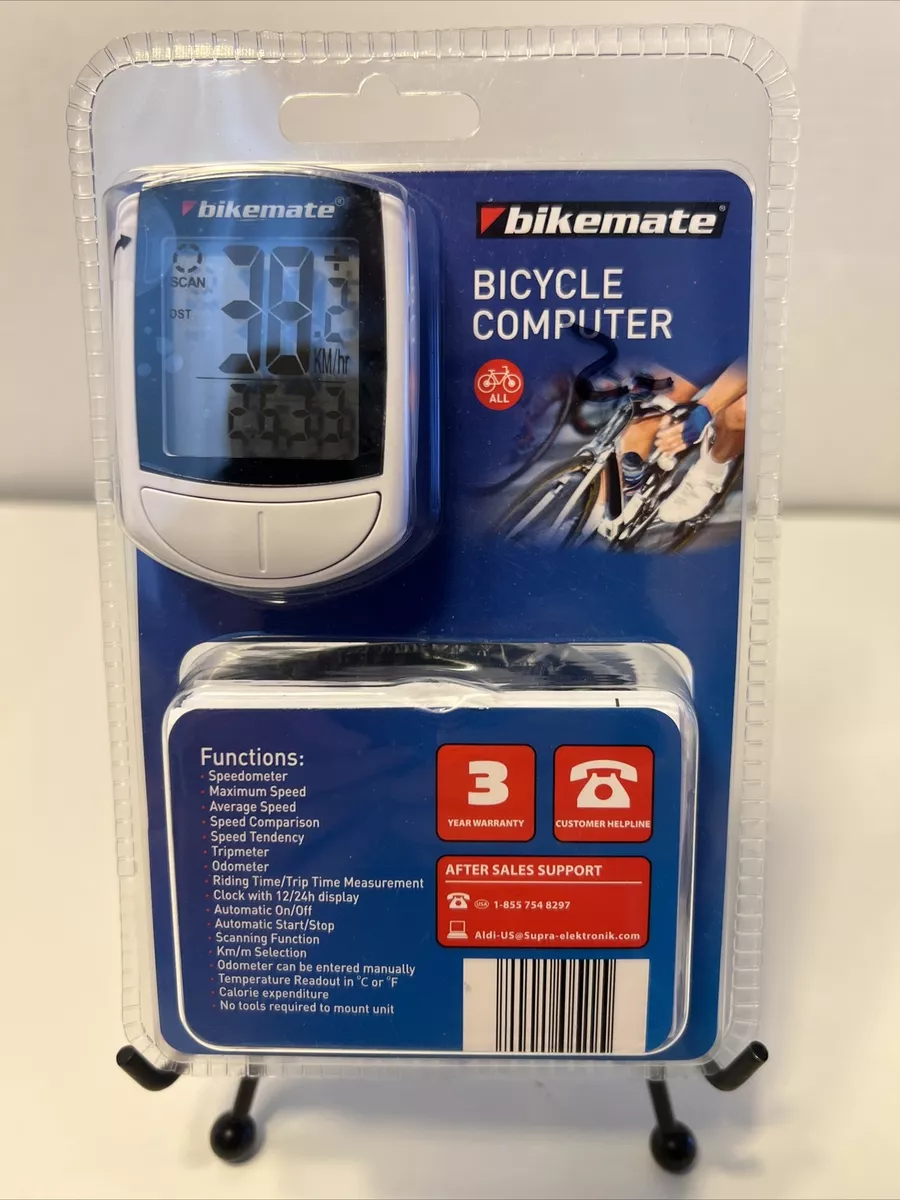 bikemate®
SCAN
DST
38
KM/hr
bikemate®
BICYCLE
COMPUTER
ALL
Functions:
· Speedometer
· Maximum Speed
· Average Speed
· Speed Comparison
· Speed Tendency
· Tripmeter
· Odometer
· Riding Time/Trip Time Measurement
· Clock with 12/24h display
· Automatic On/Off
· Automatic Start/Stop
· Scanning Function
· Km/m Selection
· Odometer can be entered manually
· Temperature Readout in °C or °F
· Calorie expenditure
· No tools required to mount unit
3
YEAR WARRANTY
CUSTOMER HELPLINE
AFTER SALES SUPPORT
USA 1-855 754 8297
Aldi-US@Supra-elektronik.com